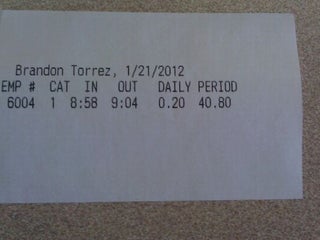 Brandon Torrez, 1/21/2012
EMP # CAT IN OUT DAILY PERIOD
6004 1 8:58 9:04 0.20 40.80